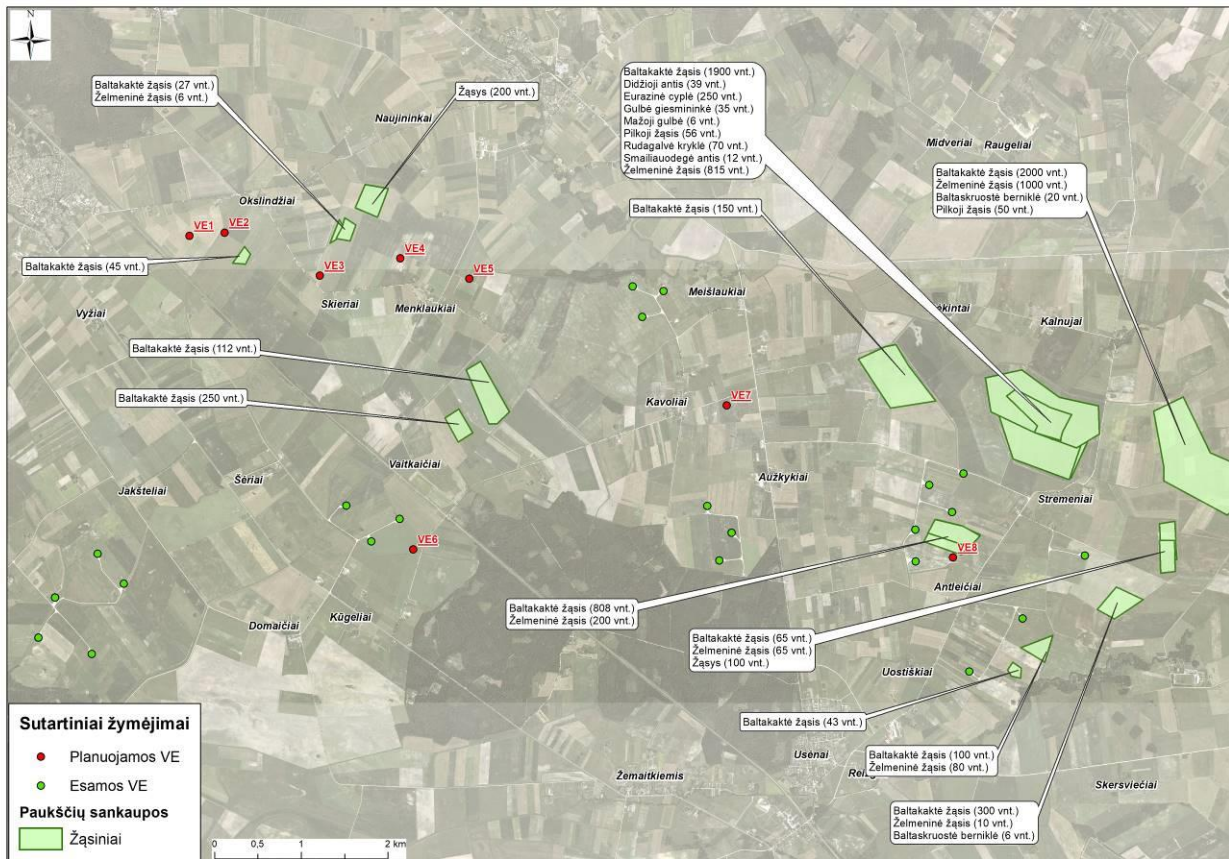 N
Baltakaktė žąsis (27 vnt.)
Želmeninė žąsis (6 vnt.)
Žąsys (200 vnt.)
Naujininkai
Baltakaktė žąsis (1900 vnt.)
Didžioji antis (39 vnt.)
Eurazinė cyplė (250 vnt.)
Gulbė giesmininkė (35 vnt.)
Mažoji gulbė (6 vnt.)
Pilkoji žąsis (56 vnt.)
Rudagalvė kryklė (70 vnt.)
Smailiauodegė antis (12 vnt.)
Želmeninė žąsis (815 vnt.)
Midveriai
Raugeliai
Baltakaktė žąsis (2000 vnt.)
Želmeninė žąsis (1000 vnt.)
Baltaskruostė berniklė (20 vnt.)
Pilkoji žąsis (50 vnt.)
Okslindžiai
Baltakaktė žąsis (150 vnt.)
VE1
VE2
VE4
Baltakaktė žąsis (45 vnt.)
VE3
VE5
Skieriai
Menklaukiai
Meišlaukiai
Vyžiai
ėkintai
Kalnujai
Baltakaktė žąsis (112 vnt.)
Baltakaktė žąsis (250 vnt.)
Kavoliai
VE7
Vaitkaičiai
Šėriai
Jakšteliai
Aužkykiai
Stremeniai
VE6
VE8
Antleičiai
Baltakaktė žąsis (808 vnt.)
Želmeninė žąsis (200 vnt.)
Kūgeliai
Domaičiai
Baltakaktė žąsis (65 vnt.)
Želmeninė žąsis (65 vnt.)
Žąsys (100 vnt.)
Uostiškiai
Baltakaktė žąsis (43 vnt.)
Usėnai
Baltakaktė žąsis (100 vnt.)
Želmeninė žąsis (80 vnt.)
Žemaitkiemis
Skersviečiai
Baltakaktė žąsis (300 vnt.)
Želmeninė žąsis (10 vnt.)
Baltaskruostė berniklė (6 vnt.)
Sutartiniai žymėjimai
Planuojamos VE
Esamos VE
Paukščių sankaupos
Žąsiniai
0 0,5 1 2 km